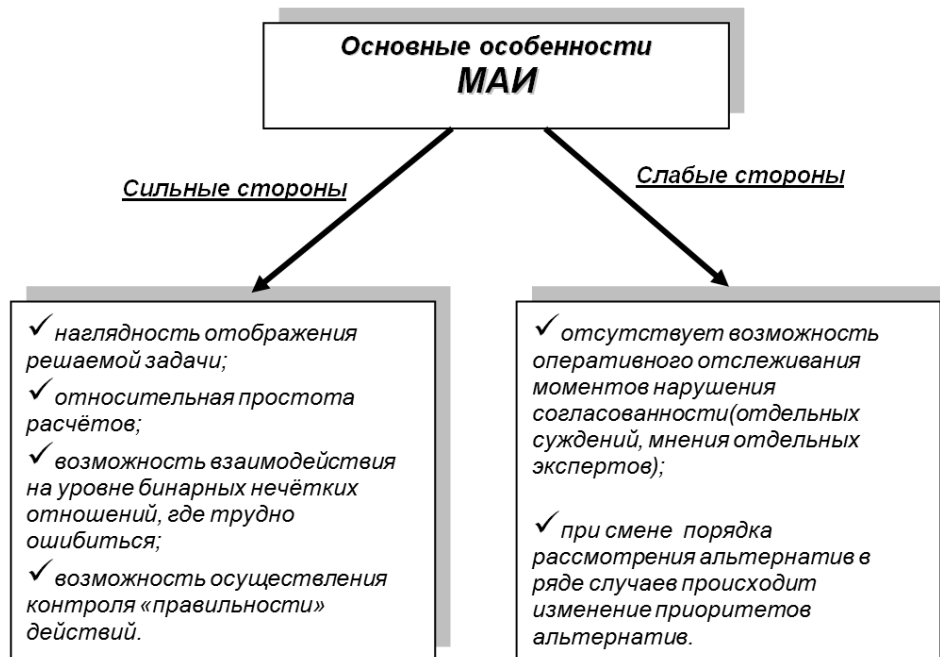 Основные особенности
МАИ
Сильные стороны
Слабые стороны
✓наглядность отображения
решаемой задачи;
✓относительная простота
расчётов;
✓возможность взаимодействия
на уровне бинарных нечётких
отношений, где трудно
ошибиться;
✓возможность осуществления
контроля «правильности»
действий.
✓отсутствует возможность
оперативного отслеживания
моментов нарушения
согласованности(отдельных
суждений, мнения отдельных
экспертов);
✓при смене порядка
рассмотрения альтернатив в
ряде случаев происходит
изменение приоритетов
альтернатив.